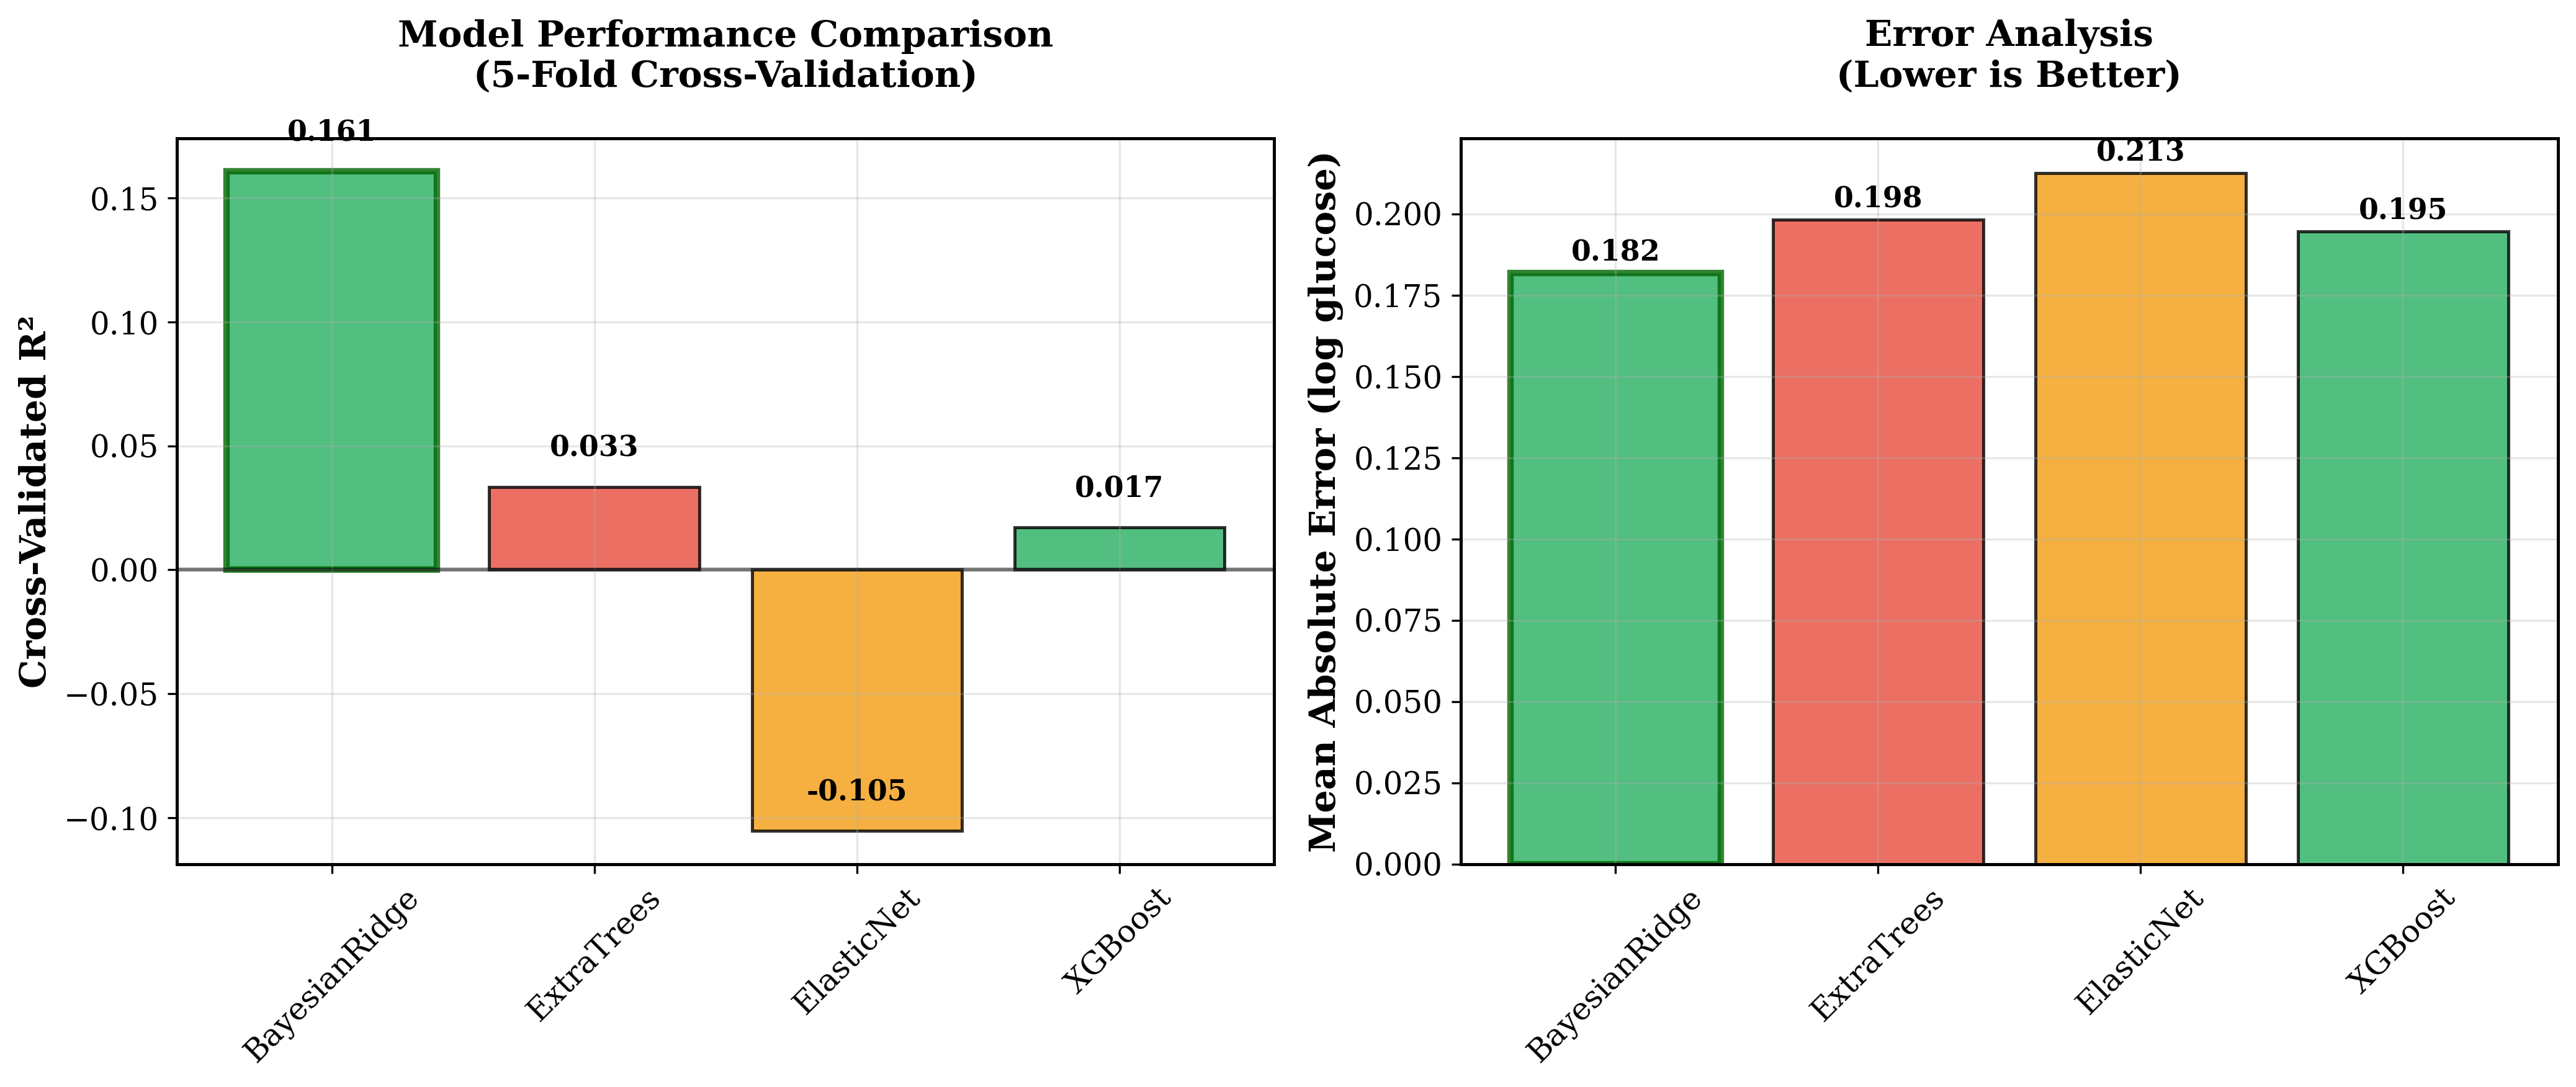 Model Performance Comparison
(5-Fold Cross-Validation)
Cross-Validated R²
0.15
0.10
0.05
0.00
−0.05
−0.10
0.161
0.033
-0.105
0.017
BayesianRidge
ExtraTrees
ElasticNet
XGBoost
Error Analysis
(Lower is Better)
Mean Absolute Error (log glucose)
0.200
0.175
0.150
0.125
0.100
0.075
0.050
0.025
0.000
0.182
0.198
0.213
0.195
BayesianRidge
ExtraTrees
ElasticNet
XGBoost